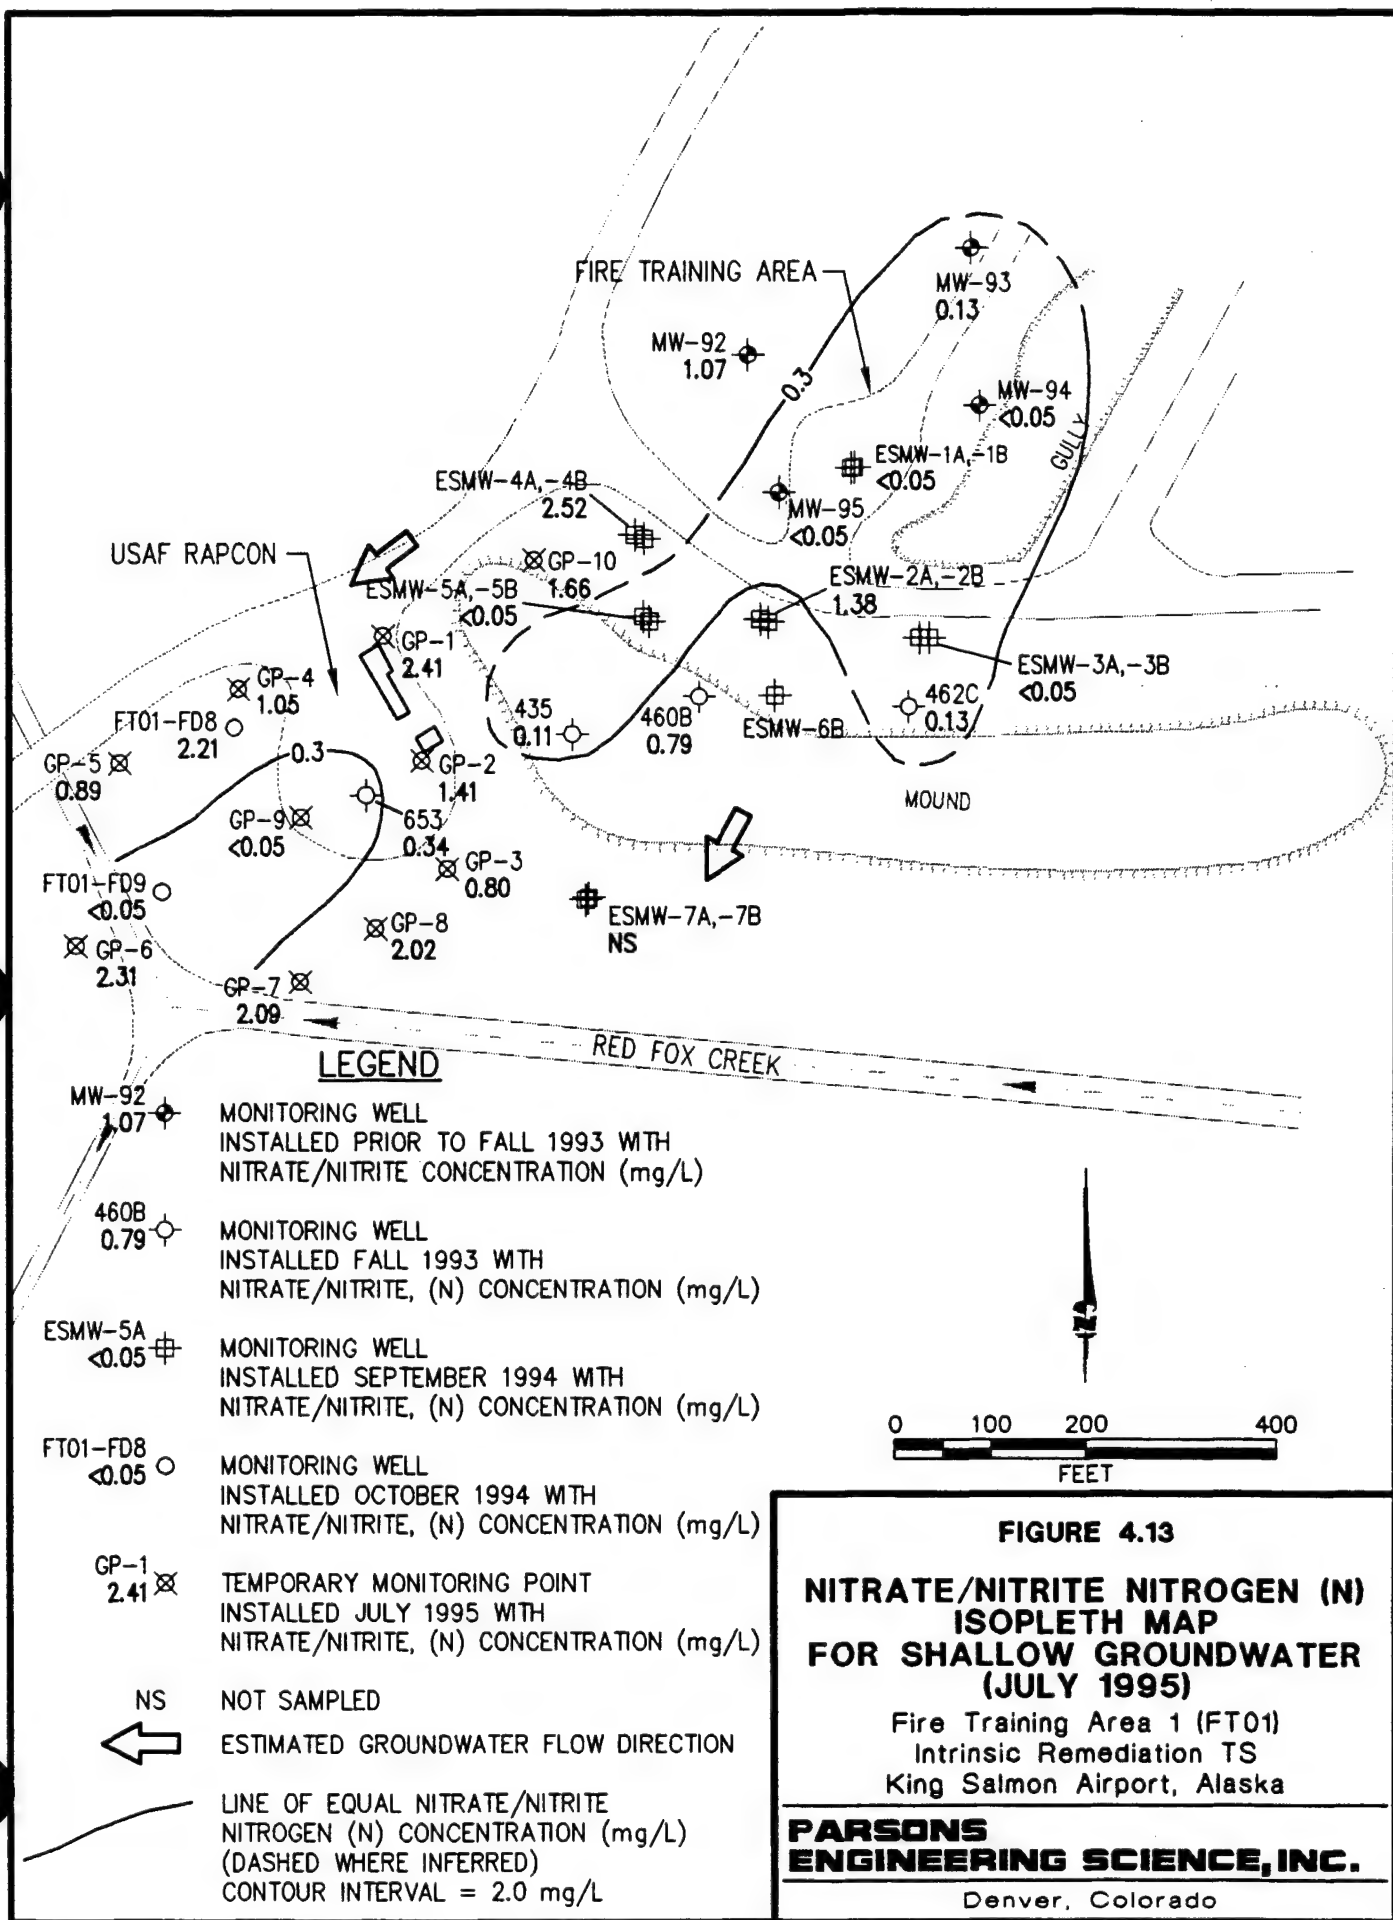 FIRE TRAINING AREA
MW-93
0.13
MW-92
1.07
0.3
MW-94
<0.05
GULLY
ESMW-1A,-1B
<0.05
ESMW-4A,-4B
2.52
MW-95
<0.05
USAF RAPCON
GP-10
1.66
ESMW-5A,-5B
<0.05
ESMW-2A,-2B
1.38
GP-1
2.41
ESMW-3A,-3B
<0.05
GP-4
1.05
FT01-FD8
2.21
435
0.11
460B
0.79
ESMW-6B
462C
0.13
0.3
GP-5
0.89
GP-2
1.41
MOUND
GP-9
<0.05
653
0.34
GP-3
0.80
FT01-FD9
<0.05
ESMW-7A,-7B
NS
GP-8
2.02
GP-6
2.31
GP-7
2.09
RED FOX CREEK
LEGEND
MW-92
1.07
MONITORING WELL
INSTALLED PRIOR TO FALL 1993 WITH
NITRATE/NITRITE CONCENTRATION (mg/L)
460B
0.79
MONITORING WELL
INSTALLED FALL 1993 WITH
NITRATE/NITRITE, (N) CONCENTRATION (mg/L)
ESMW-5A
<0.05
MONITORING WELL
INSTALLED SEPTEMBER 1994 WITH
NITRATE/NITRITE, (N) CONCENTRATION (mg/L)
FT01-FD8
<0.05
MONITORING WELL
INSTALLED OCTOBER 1994 WITH
NITRATE/NITRITE, (N) CONCENTRATION (mg/L)
GP-1
2.41
TEMPORARY MONITORING POINT
INSTALLED JULY 1995 WITH
NITRATE/NITRITE, (N) CONCENTRATION (mg/L)
NS NOT SAMPLED
ESTIMATED GROUNDWATER FLOW DIRECTION
LINE OF EQUAL NITRATE/NITRITE
NITROGEN (N) CONCENTRATION (mg/L)
(DASHED WHERE INFERRED)
CONTOUR INTERVAL = 2.0 mg/L
0 100 200 400
FEET
FIGURE 4.13
NITRATE/NITRITE NITROGEN (N)
ISOPLETH MAP
FOR SHALLOW GROUNDWATER
(JULY 1995)
Fire Training Area 1 (FT01)
Intrinsic Remediation TS
King Salmon Airport, Alaska
PARSONS
ENGINEERING SCIENCE, INC.
Denver, Colorado